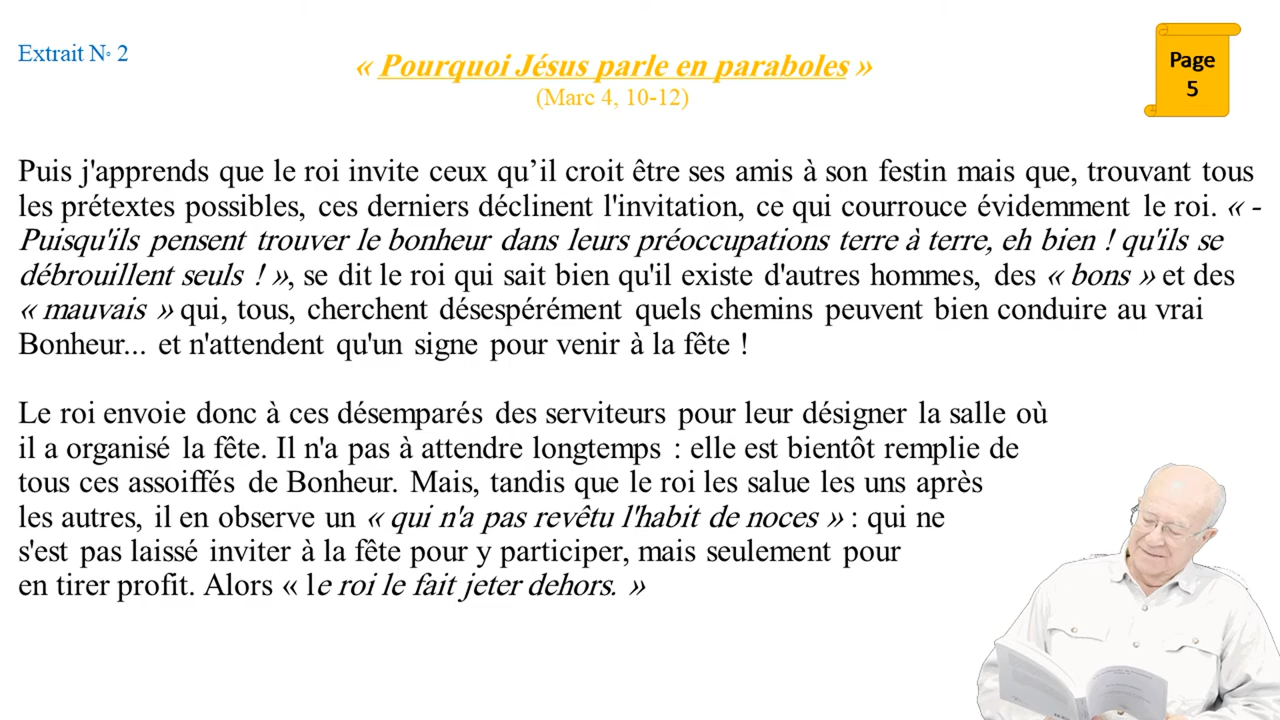 Extrait N° 2
« Pourquoi Jésus parle en paraboles »
(Marc 4, 10-12)
Page
5
Puis j'apprends que le roi invite ceux qu’il croit être ses amis à son festin mais que, trouvant tous
les prétextes possibles, ces derniers déclinent l'invitation, ce qui courrouce évidemment le roi. « -
Puisqu'ils pensent trouver le bonheur dans leurs préoccupations terre à terre, eh bien ! qu'ils se
débrouillent seuls ! », se dit le roi qui sait bien qu'il existe d'autres hommes, des « bons » et des
« mauvais » qui, tous, cherchent désespérément quels chemins peuvent bien conduire au vrai
Bonheur... et n'attendent qu'un signe pour venir à la fête !
Le roi envoie donc à ces désemparés des serviteurs pour leur désigner la salle où
il a organisé la fête. Il n'a pas à attendre longtemps : elle est bientôt remplie de
tous ces assoiffés de Bonheur. Mais, tandis que le roi les salue les uns après
les autres, il en observe un « qui n'a pas revêtu l'habit de noces » : qui ne
s'est pas laissé inviter à la fête pour y participer, mais seulement pour
en tirer profit. Alors « le roi le fait jeter dehors. »